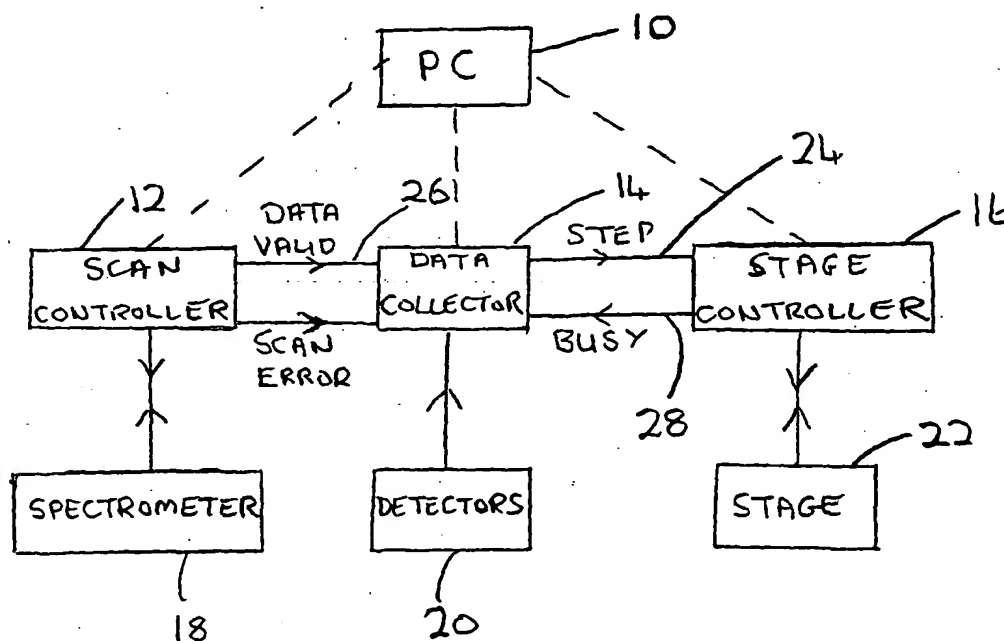 10
PC
24
12
26
14
16
DATA
VALID
STEP
SCAN
CONTROLLER
DATA
COLLECTOR
STAGE
CONTROLLER
SCAN
ERROR
BUSY
28
22
SPECTROMETER
DETECTORS
STAGE
18
20